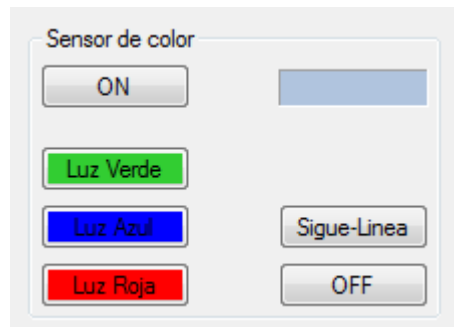 Sensor de color
ON
Luz Verde
Luz Azul
Sigue-Linea
Luz Roja
OFF